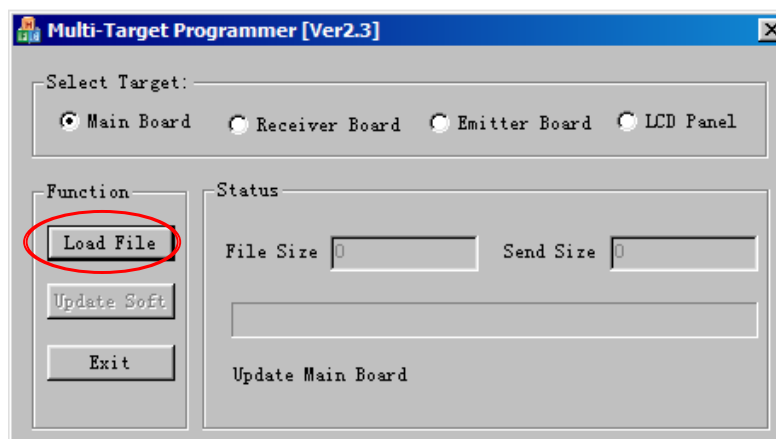 Multi-Target Programmer [Ver2.3]
Select Target:
Main Board Receiver Board Emitter Board LCD Panel
Function
Status
Load File
File Size 0 Send Size 0
Update Soft
Exit
Update Main Board